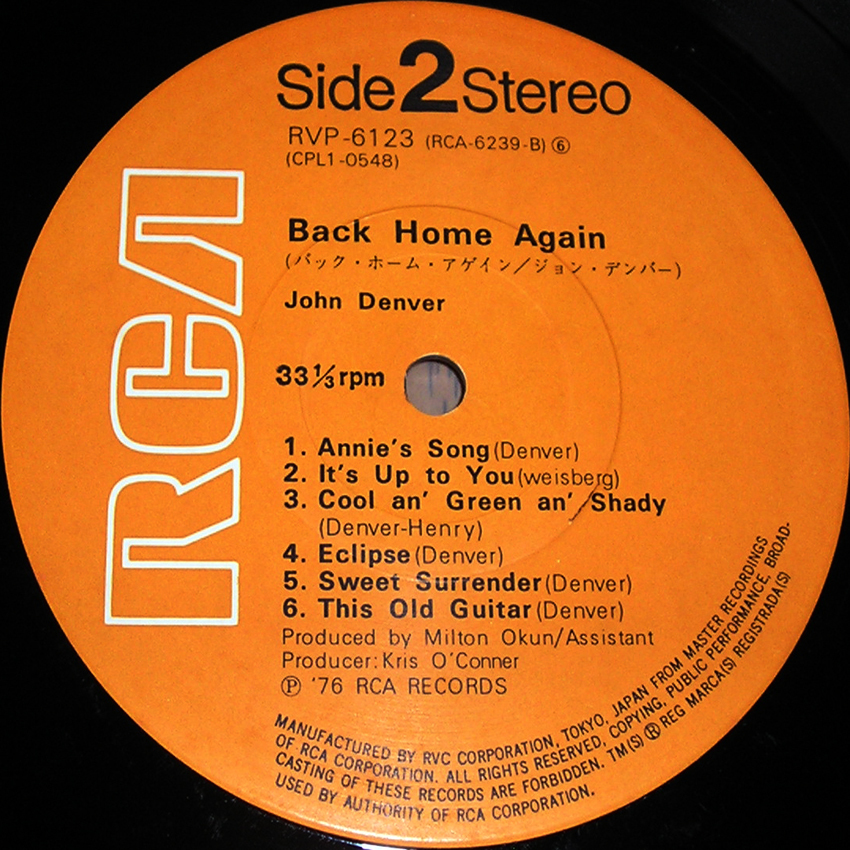 Side 2 Stereo
RVP-6123 (RCA-6239-B) ⑥
(CPL1-0548)
RCA
Back Home Again
(バック・ホーム・アゲイン/ジョン・デンバー)
John Denver
33 1/3 rpm
1. Annie's Song (Denver)
2. It's Up to You (weisberg)
3. Cool an' Green an' Shady
(Denver-Henry)
4. Eclipse (Denver)
5. Sweet Surrender (Denver)
6. This Old Guitar (Denver)
Produced by Milton Okun/Assistant
Producer: Kris O'Conner
Ⓟ '76 RCA RECORDS
MANUFACTURED BY RVC CORPORATION, TOKYO, JAPAN FROM MASTER RECORDINGS
OF RCA CORPORATION. ALL RIGHTS RESERVED, COPYING, PUBLIC PERFORMANCE, BROAD-
CASTING OF THESE RECORDS ARE FORBIDDEN. TM(S) ® REG MARCA(S) REGISTRADA(S)
USED BY AUTHORITY OF RCA CORPORATION.